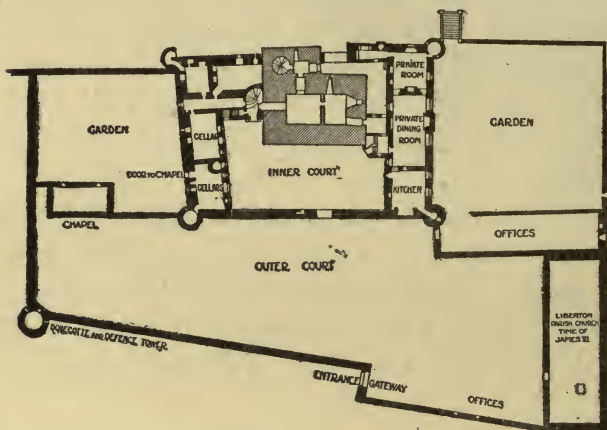 PRIVATE
ROOM
GARDEN
CELLAR
PRIVATE
DINING
ROOM
GARDEN
DOOR TO CHAPEL
INNER COURT
CELLARS
KITCHEN
CHAPEL
OFFICES
OUTER COURT
LIBERTON
PARISH CHURCH
TIME OF
JAMES VI
DOVECOTTE AND DEFENCE TOWER
ENTRANCE GATEWAY
OFFICES